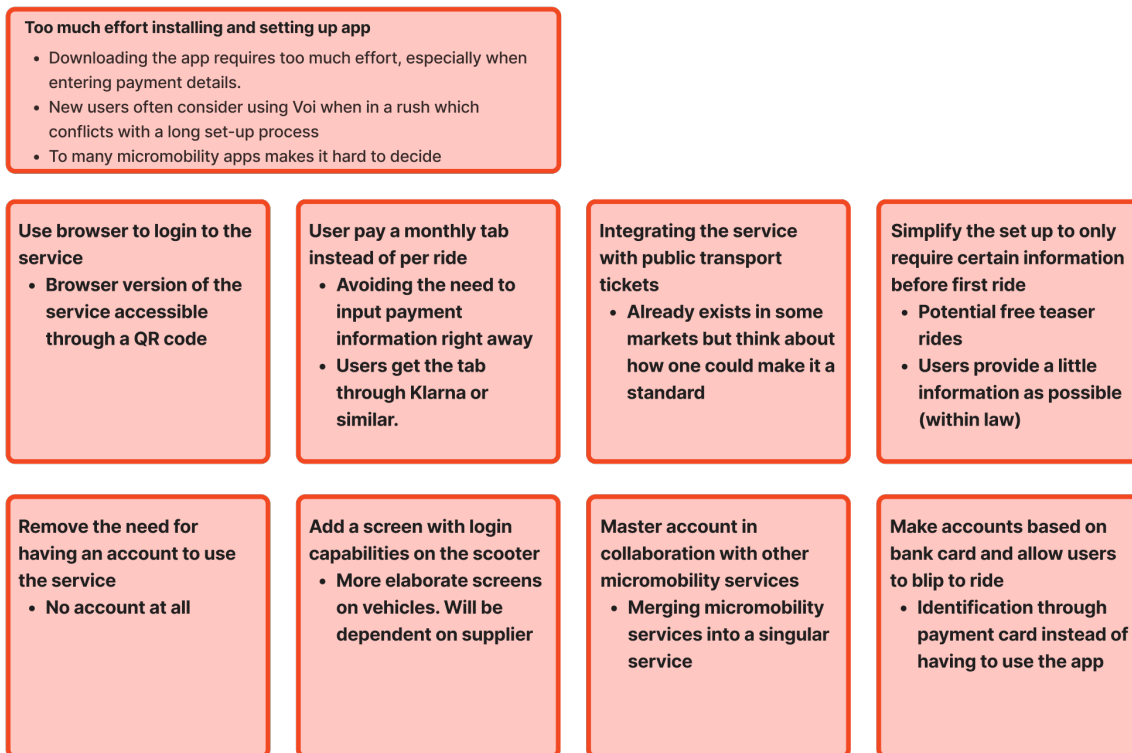 Too much effort installing and setting up app
• Downloading the app requires too much effort, especially when
entering payment details.
• New users often consider using Voi when in a rush which
conflicts with a long set-up process
• To many micromobility apps makes it hard to decide
Use browser to login to the
service
• Browser version of the
service accessible
through a QR code
User pay a monthly tab
instead of per ride
• Avoiding the need to
input payment
information right away
• Users get the tab
through Klarna or
similar.
Integrating the service
with public transport
tickets
• Already exists in some
markets but think about
how one could make it a
standard
Simplify the set up to only
require certain information
before first ride
• Potential free teaser
rides
• Users provide a little
information as possible
(within law)
Remove the need for
having an account to use
the service
• No account at all
Add a screen with login
capabilities on the scooter
• More elaborate screens
on vehicles. Will be
dependent on supplier
Master account in
collaboration with other
micromobility services
• Merging micromobility
services into a singular
service
Make accounts based on
bank card and allow users
to blip to ride
• Identification through
payment card instead of
having to use the app